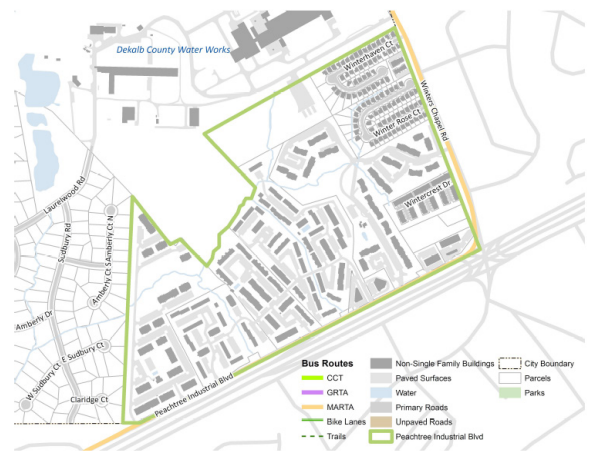 Dekalb County Water Works
Winterhaven Ct
Winters Chapel Rd
Winter Rose Ct
Wintercrest Dr
Laurelwood Rd
Sudbury Rd
Amberly Ct N
Amberly Ct S
Amberly Dr
E Sudbury Ct
W Sudbury Ct
Claridge Ct
Peachtree Industrial Blvd
Bus Routes
CCT
GRTA
MARTA
Bike Lanes
Trails
Non-Single Family Buildings
Paved Surfaces
Water
Primary Roads
Unpaved Roads
Peachtree Industrial Blvd
City Boundary
Parcels
Parks